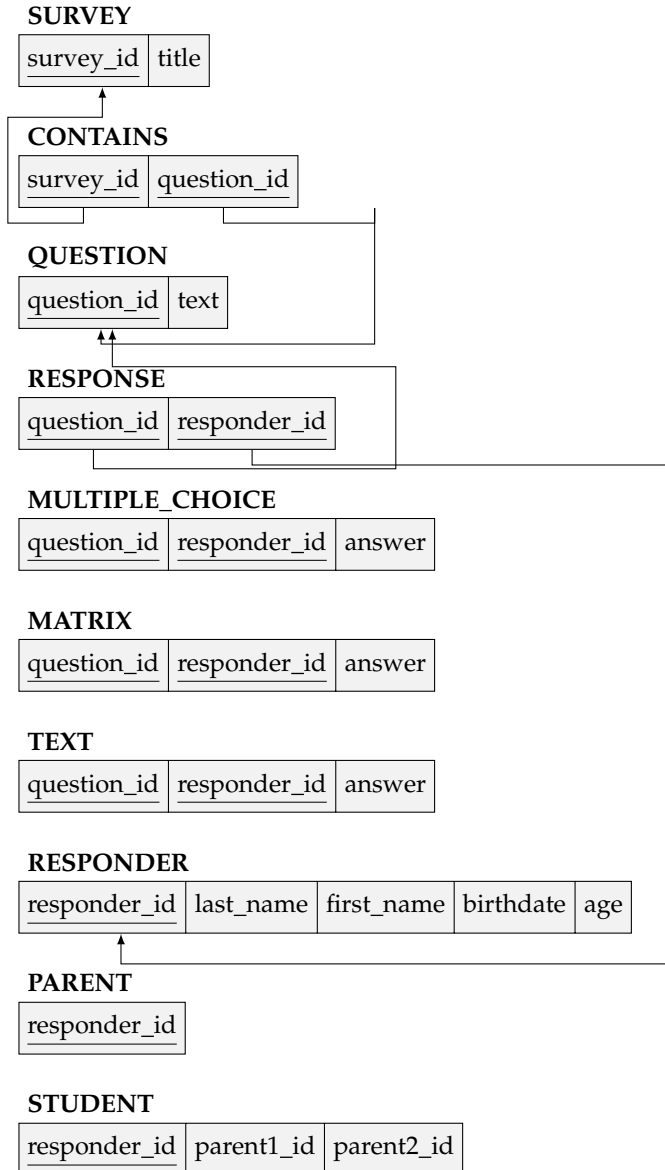 SURVEY
survey_id title
CONTAINS
survey_id question_id
QUESTION
question_id text
RESPONSE
question_id responder_id
MULTIPLE_CHOICE
question_id responder_id answer
MATRIX
question_id responder_id answer
TEXT
question_id responder_id answer
RESPONDER
responder_id last_name first_name birthdate age
PARENT
responder_id
STUDENT
responder_id parent1_id parent2_id